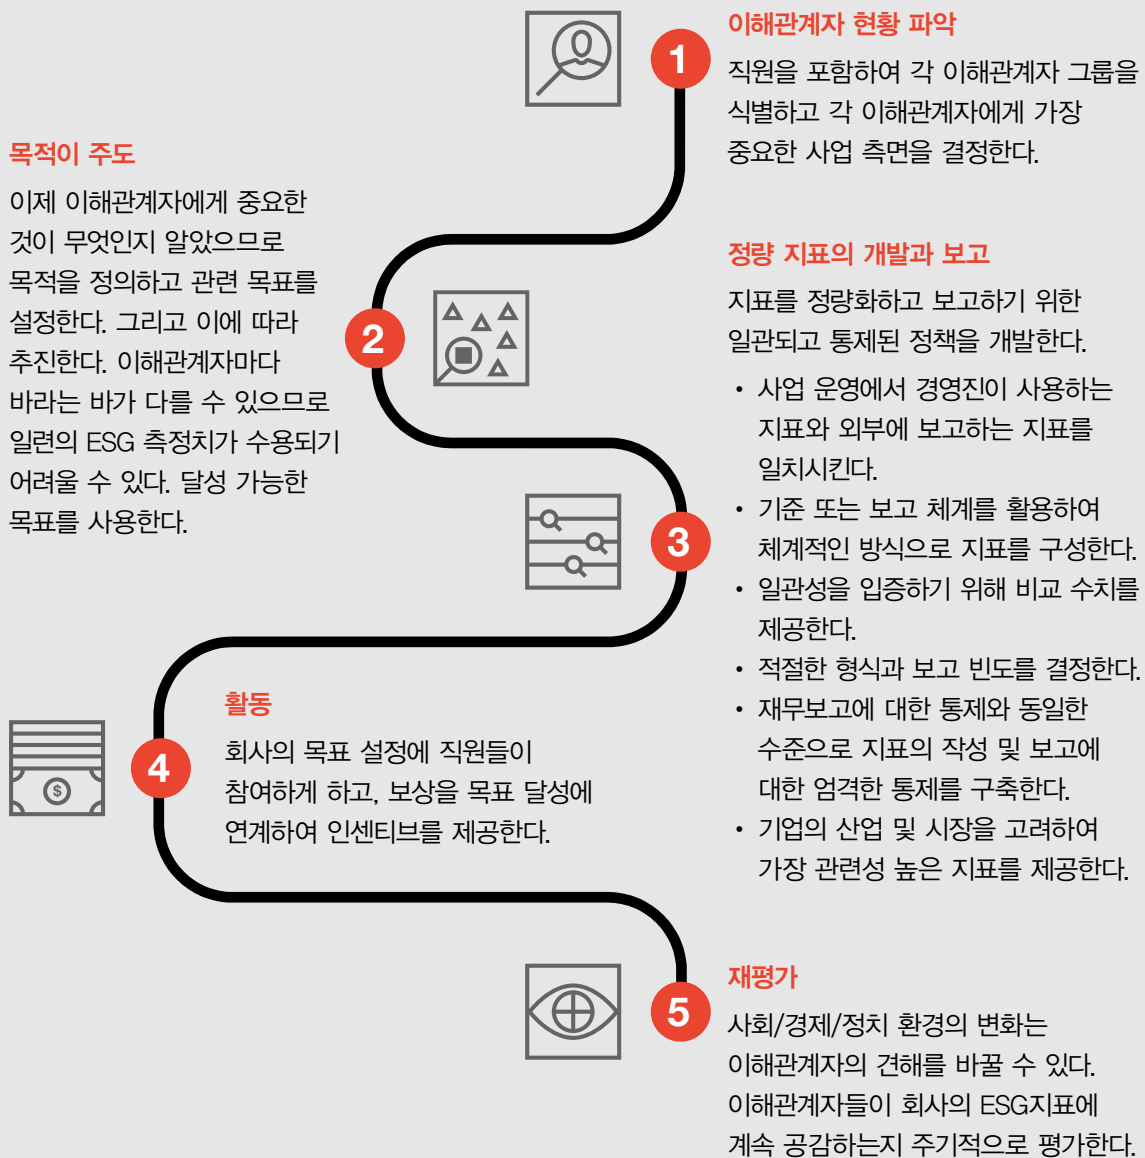 1
이해관계자 현황 파악
직원을 포함하여 각 이해관계자 그룹을
식별하고 각 이해관계자에게 가장
중요한 사업 측면을 결정한다.
2
목적이 주도
이제 이해관계자에게 중요한
것이 무엇인지 알았으므로
목적을 정의하고 관련 목표를
설정한다. 그리고 이에 따라
추진한다. 이해관계자마다
바라는 바가 다를 수 있으므로
일련의 ESG 측정치가 수용되기
어려울 수 있다. 달성 가능한
목표를 사용한다.
3
정량 지표의 개발과 보고
지표를 정량화하고 보고하기 위한
일관되고 통제된 정책을 개발한다.
• 사업 운영에서 경영진이 사용하는
지표와 외부에 보고하는 지표를
일치시킨다.
• 기준 또는 보고 체계를 활용하여
체계적인 방식으로 지표를 구성한다.
• 일관성을 입증하기 위해 비교 수치를
제공한다.
• 적절한 형식과 보고 빈도를 결정한다.
• 재무보고에 대한 통제와 동일한
수준으로 지표의 작성 및 보고에
대한 엄격한 통제를 구축한다.
• 기업의 산업 및 시장을 고려하여
가장 관련성 높은 지표를 제공한다.
$
4
활동
회사의 목표 설정에 직원들이
참여하게 하고, 보상을 목표 달성에
연계하여 인센티브를 제공한다.
5
재평가
사회/경제/정치 환경의 변화는
이해관계자의 견해를 바꿀 수 있다.
이해관계자들이 회사의 ESG지표에
계속 공감하는지 주기적으로 평가한다.